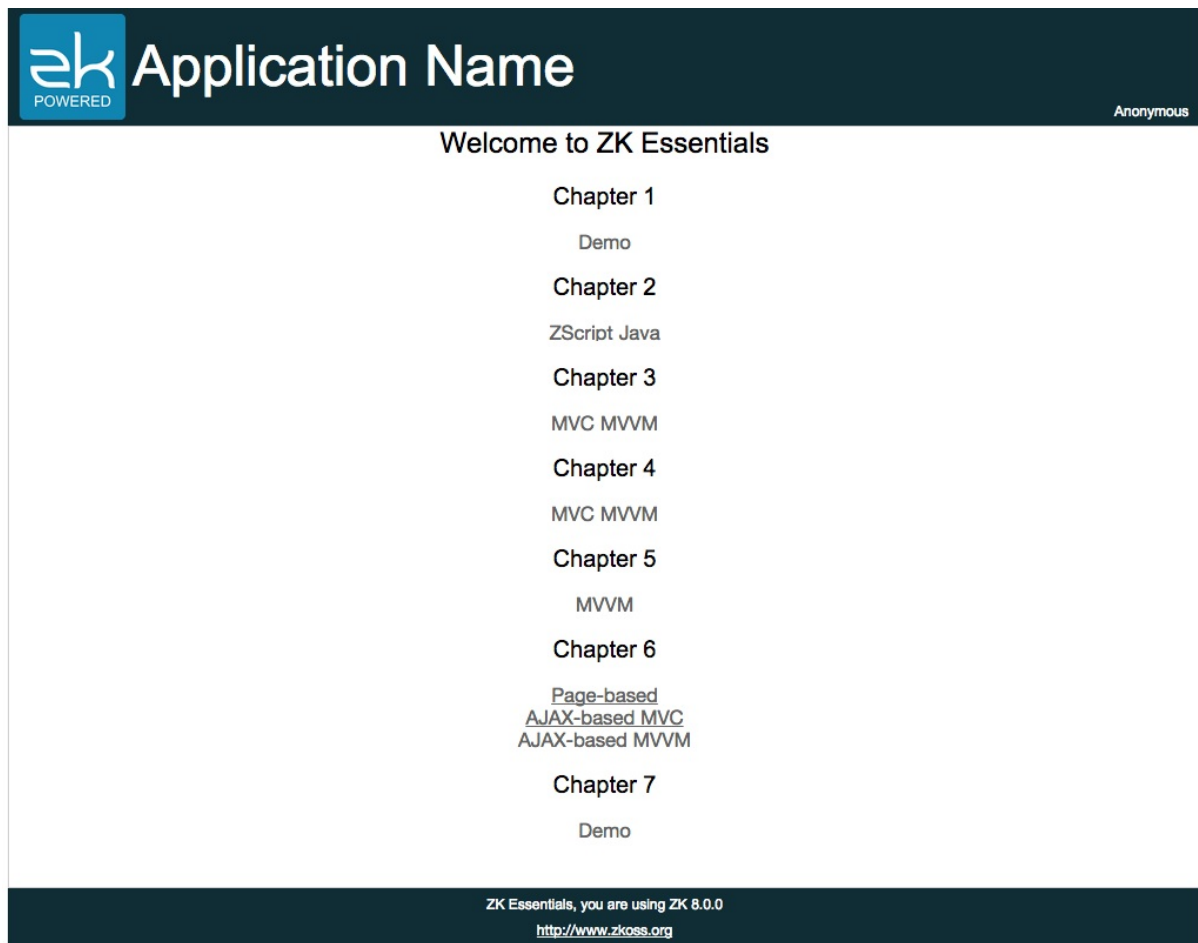 zk
POWERED
Application Name
Anonymous
Welcome to ZK Essentials
Chapter 1
Demo
Chapter 2
ZScript Java
Chapter 3
MVC MVVM
Chapter 4
MVC MVVM
Chapter 5
MVVM
Chapter 6
Page-based
AJAX-based MVC
AJAX-based MVVM
Chapter 7
Demo
ZK Essentials, you are using ZK 8.0.0
http://www.zkoss.org